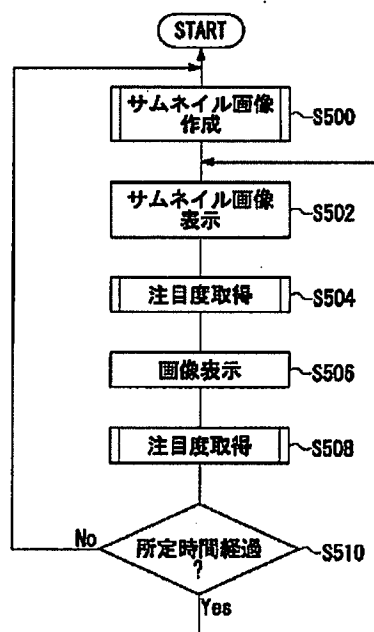 START
サムネイル画像
作成
S500
サムネイル画像
表示
S502
注目度取得
S504
画像表示
S506
注目度取得
S508
所定時間経過
?
S510
No
Yes